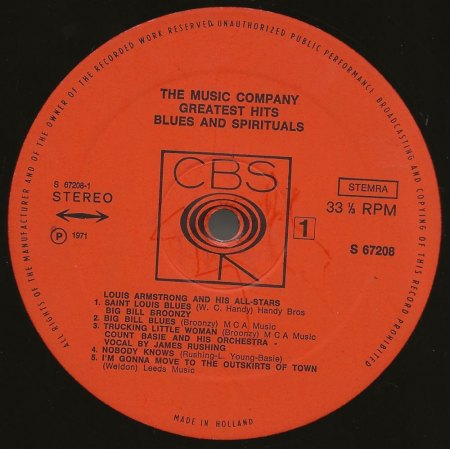 ALL RIGHTS OF THE MANUFACTURER AND OF THE OWNER OF THE RECORDED WORK RESERVED UNAUTHORIZED PUBLIC PERFORMANCE, BROADCASTING AND COPYING OF THIS RECORD PROHIBITED
THE MUSIC COMPANY
GREATEST HITS
BLUES AND SPIRITUALS
CBS
S 67208-1
STEREO
P 1971
STEMRA
33 ⅓ RPM
1
S 67208
LOUIS ARMSTRONG AND HIS ALL-STARS
1. SAINT LOUIS BLUES (W. C. Handy) Handy Bros
BIG BILL BROONZY
2. BIG BILL BLUES (Broonzy) M C A Music
3. TRUCKING LITTLE WOMAN (Broonzy) M C A Music
COUNT BASIE AND HIS ORCHESTRA -
VOCAL BY JAMES RUSHING
4. NOBODY KNOWS (Rushing-L. Young-Basie)
5. I'M GONNA MOVE TO THE OUTSKIRTS OF TOWN
(Weldon) Leeds Music
MADE IN HOLLAND